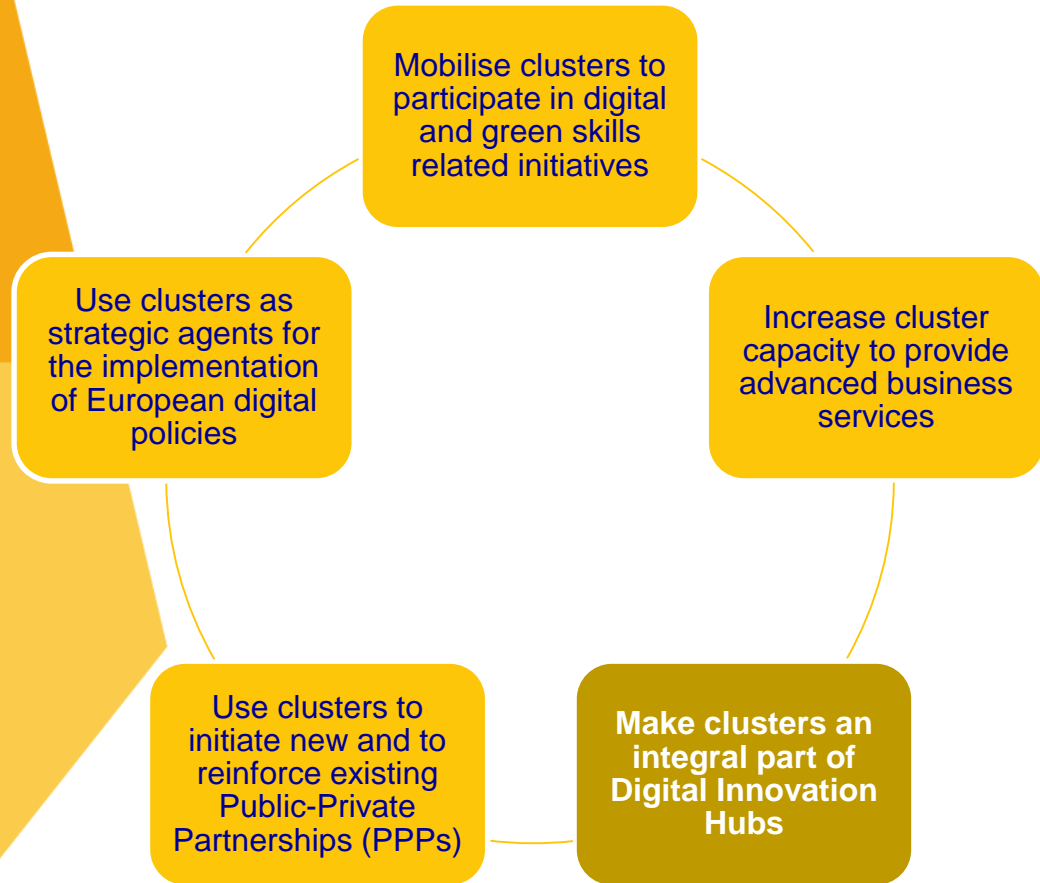 Mobilise clusters to
participate in digital
and green skills
related initiatives
Increase cluster
capacity to provide
advanced business
services
Make clusters an
integral part of
Digital Innovation
Hubs
Use clusters to
initiate new and to
reinforce existing
Public-Private
Partnerships (PPPs)
Use clusters as
strategic agents for
the implementation
of European digital
policies